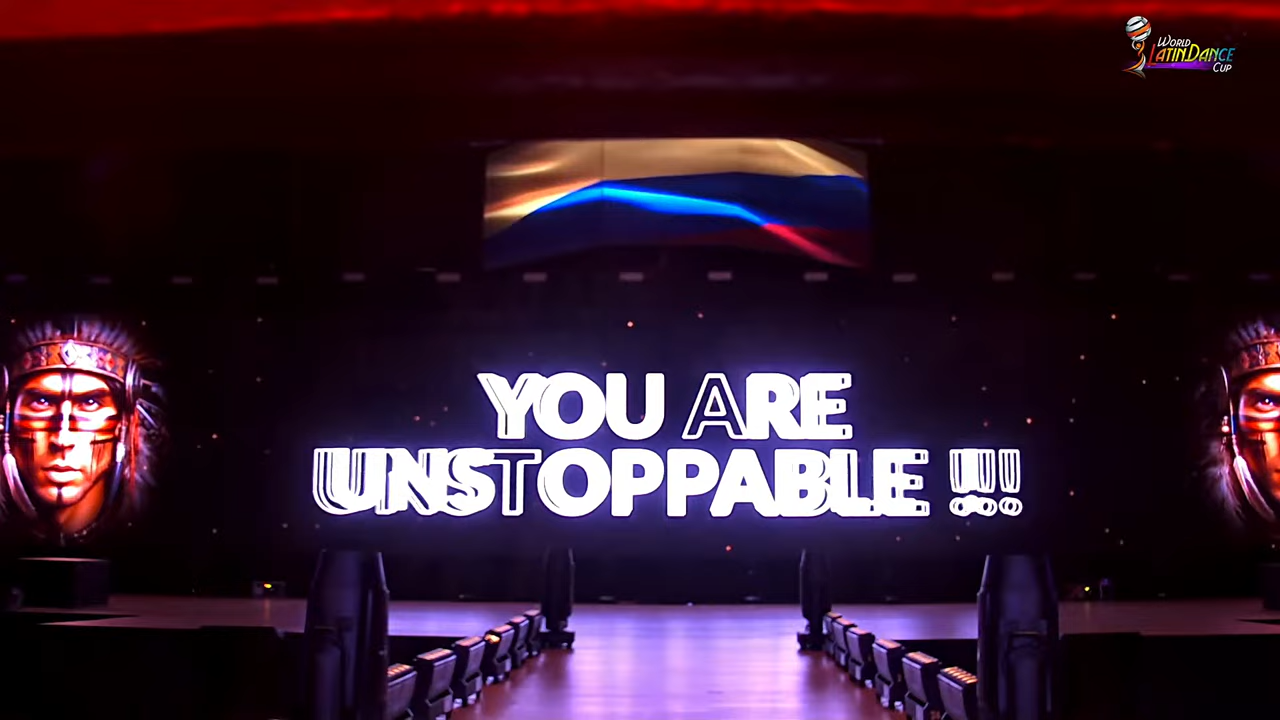 WORLD
LATIN DANCE
CUP
YOU ARE
UNSTOPPABLE !!!